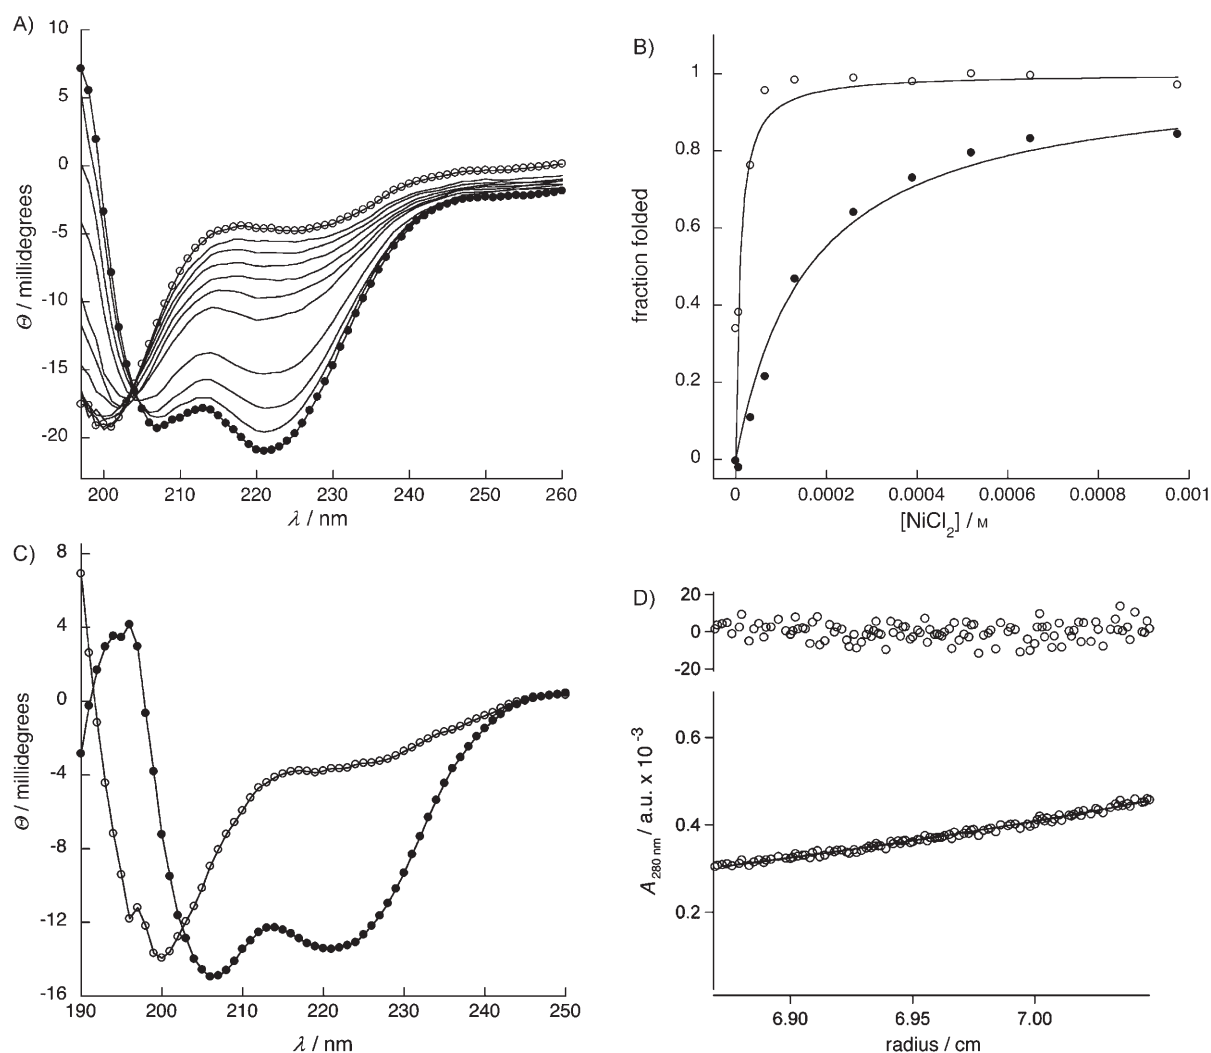 A)
10
5
0
-5
-10
-15
-20
Θ / millidegrees
200 210 220 230 240 250 260
λ / nm
B)
1
0.8
0.6
0.4
0.2
0
fraction folded
0 0.0002 0.0004 0.0006 0.0008 0.001
[NiCl2] / M
C)
8
4
0
-4
-8
-12
-16
Θ / millidegrees
190 200 210 220 230 240 250
λ / nm
D)
20
0
-20
0.6
0.4
0.2
A280 nm / a.u. x 10-3
6.90 6.95 7.00
radius / cm